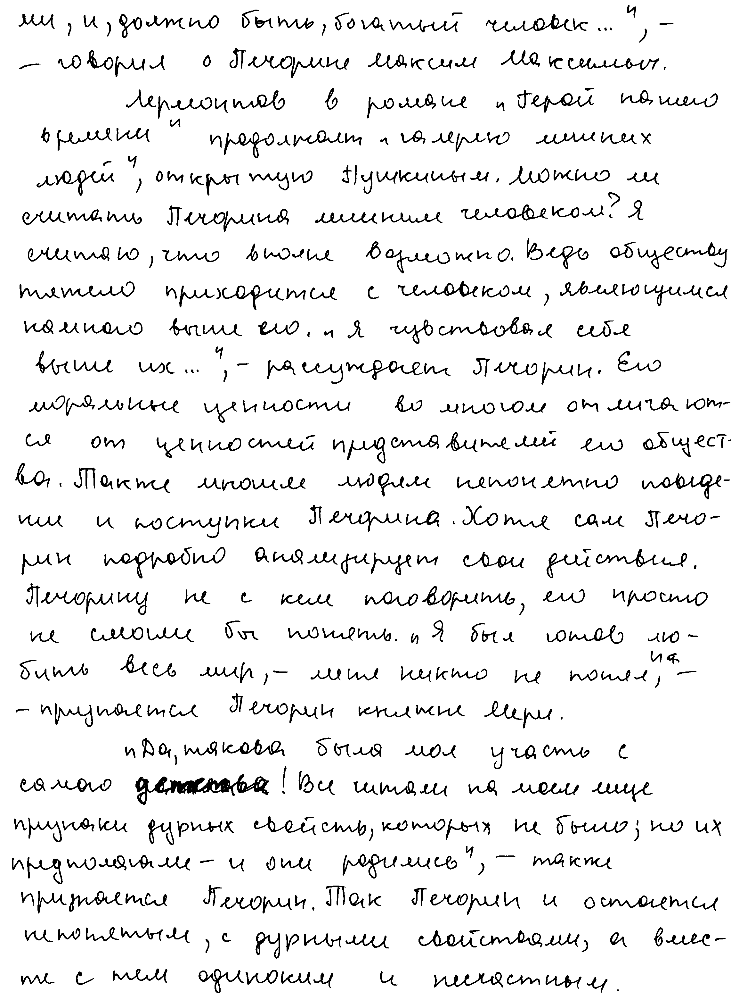 ми, и, должно быть, богатый человек...", -
- говорил о Печорине Максим Максимыч.
Лермонтов в романе „Герой нашего
времени" продолжает „галерею лишних
людей", открытую Пушкиным. Можно ли
считать Печорина лишним человеком? Я
считаю, что вполне возможно. Ведь обществу
тяжело приходится с человеком, являющимся
намного выше его. „Я чувствовал себя
выше их...", - рассуждает Печорин. Его
моральные ценности во многом отличают-
ся от ценностей представителей его общест-
ва. Также многим людям непонятно поведе-
ние и поступки Печорина. Хотя сам Печо-
рин подробно анализирует свои действия.
Печорину не с кем поговорить, его просто
не смогли бы понять. „Я был готов лю-
бить весь мир, - меня никто не понял", -
- признается Печорин княжне Мери.
„Да, такова была моя участь с
самого детства! Все читали на моем лице
признаки дурных свойств, которых не было; но их
предполагали - и они родились", - также
признается Печорин. Так Печорин и остается
непонятым, с дурными свойствами, а вмес-
те с тем одиноким и несчастным.